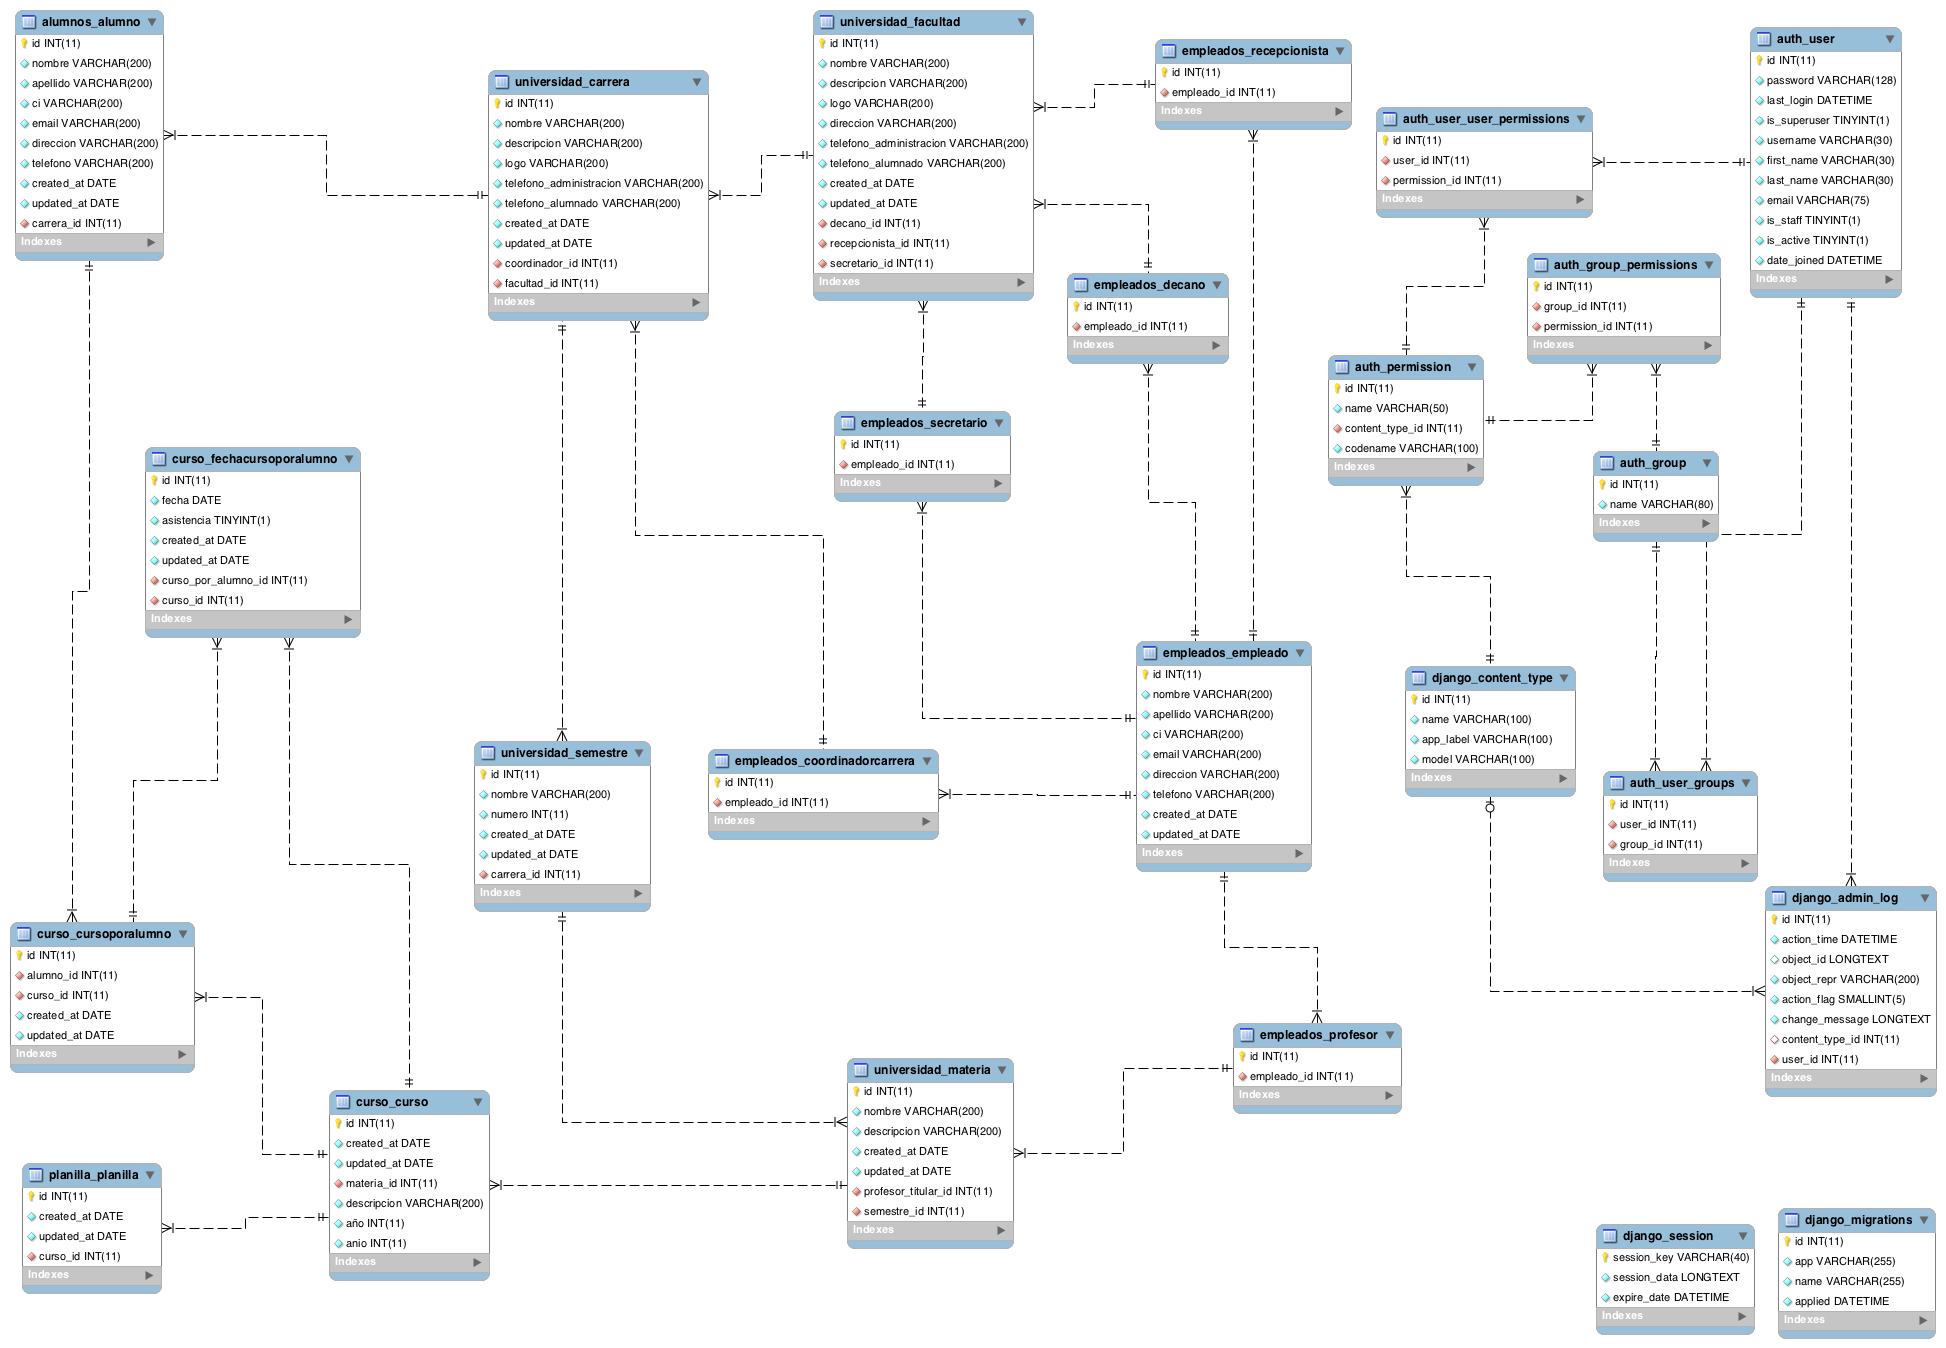 alumnos_alumno
id INT(11)
nombre VARCHAR(200)
apellido VARCHAR(200)
ci VARCHAR(200)
email VARCHAR(200)
direccion VARCHAR(200)
telefono VARCHAR(200)
created_at DATE
updated_at DATE
carrera_id INT(11)
Indexes
universidad_carrera
id INT(11)
nombre VARCHAR(200)
descripcion VARCHAR(200)
logo VARCHAR(200)
telefono_administracion VARCHAR(200)
telefono_alumnado VARCHAR(200)
created_at DATE
updated_at DATE
coordinador_id INT(11)
facultad_id INT(11)
Indexes
universidad_facultad
id INT(11)
nombre VARCHAR(200)
descripcion VARCHAR(200)
logo VARCHAR(200)
direccion VARCHAR(200)
telefono_administracion VARCHAR(200)
telefono_alumnado VARCHAR(200)
created_at DATE
updated_at DATE
decano_id INT(11)
recepcionista_id INT(11)
secretario_id INT(11)
Indexes
empleados_recepcionista
id INT(11)
empleado_id INT(11)
Indexes
auth_user_user_permissions
id INT(11)
user_id INT(11)
permission_id INT(11)
Indexes
auth_user
id INT(11)
password VARCHAR(128)
last_login DATETIME
is_superuser TINYINT(1)
username VARCHAR(30)
first_name VARCHAR(30)
last_name VARCHAR(30)
email VARCHAR(75)
is_staff TINYINT(1)
is_active TINYINT(1)
date_joined DATETIME
Indexes
auth_group_permissions
id INT(11)
group_id INT(11)
permission_id INT(11)
Indexes
empleados_decano
id INT(11)
empleado_id INT(11)
Indexes
auth_permission
id INT(11)
name VARCHAR(50)
content_type_id INT(11)
codename VARCHAR(100)
Indexes
empleados_secretario
id INT(11)
empleado_id INT(11)
Indexes
curso_fechacursoporalumno
id INT(11)
fecha DATE
asistencia TINYINT(1)
created_at DATE
updated_at DATE
curso_por_alumno_id INT(11)
curso_id INT(11)
Indexes
auth_group
id INT(11)
name VARCHAR(80)
Indexes
empleados_empleado
id INT(11)
nombre VARCHAR(200)
apellido VARCHAR(200)
ci VARCHAR(200)
email VARCHAR(200)
direccion VARCHAR(200)
telefono VARCHAR(200)
created_at DATE
updated_at DATE
Indexes
django_content_type
id INT(11)
name VARCHAR(100)
app_label VARCHAR(100)
model VARCHAR(100)
Indexes
universidad_semestre
id INT(11)
nombre VARCHAR(200)
numero INT(11)
created_at DATE
updated_at DATE
carrera_id INT(11)
Indexes
empleados_coordinadorcarrera
id INT(11)
empleado_id INT(11)
Indexes
auth_user_groups
id INT(11)
user_id INT(11)
group_id INT(11)
Indexes
django_admin_log
id INT(11)
action_time DATETIME
object_id LONGTEXT
object_repr VARCHAR(200)
action_flag SMALLINT(5)
change_message LONGTEXT
content_type_id INT(11)
user_id INT(11)
Indexes
curso_cursoporalumno
id INT(11)
alumno_id INT(11)
curso_id INT(11)
created_at DATE
updated_at DATE
Indexes
empleados_profesor
id INT(11)
empleado_id INT(11)
Indexes
universidad_materia
id INT(11)
nombre VARCHAR(200)
descripcion VARCHAR(200)
created_at DATE
updated_at DATE
profesor_titular_id INT(11)
semestre_id INT(11)
Indexes
curso_curso
id INT(11)
created_at DATE
updated_at DATE
materia_id INT(11)
descripcion VARCHAR(200)
año INT(11)
anio INT(11)
Indexes
planilla_planilla
id INT(11)
created_at DATE
updated_at DATE
curso_id INT(11)
Indexes
django_session
session_key VARCHAR(40)
session_data LONGTEXT
expire_date DATETIME
Indexes
django_migrations
id INT(11)
app VARCHAR(255)
name VARCHAR(255)
applied DATETIME
Indexes